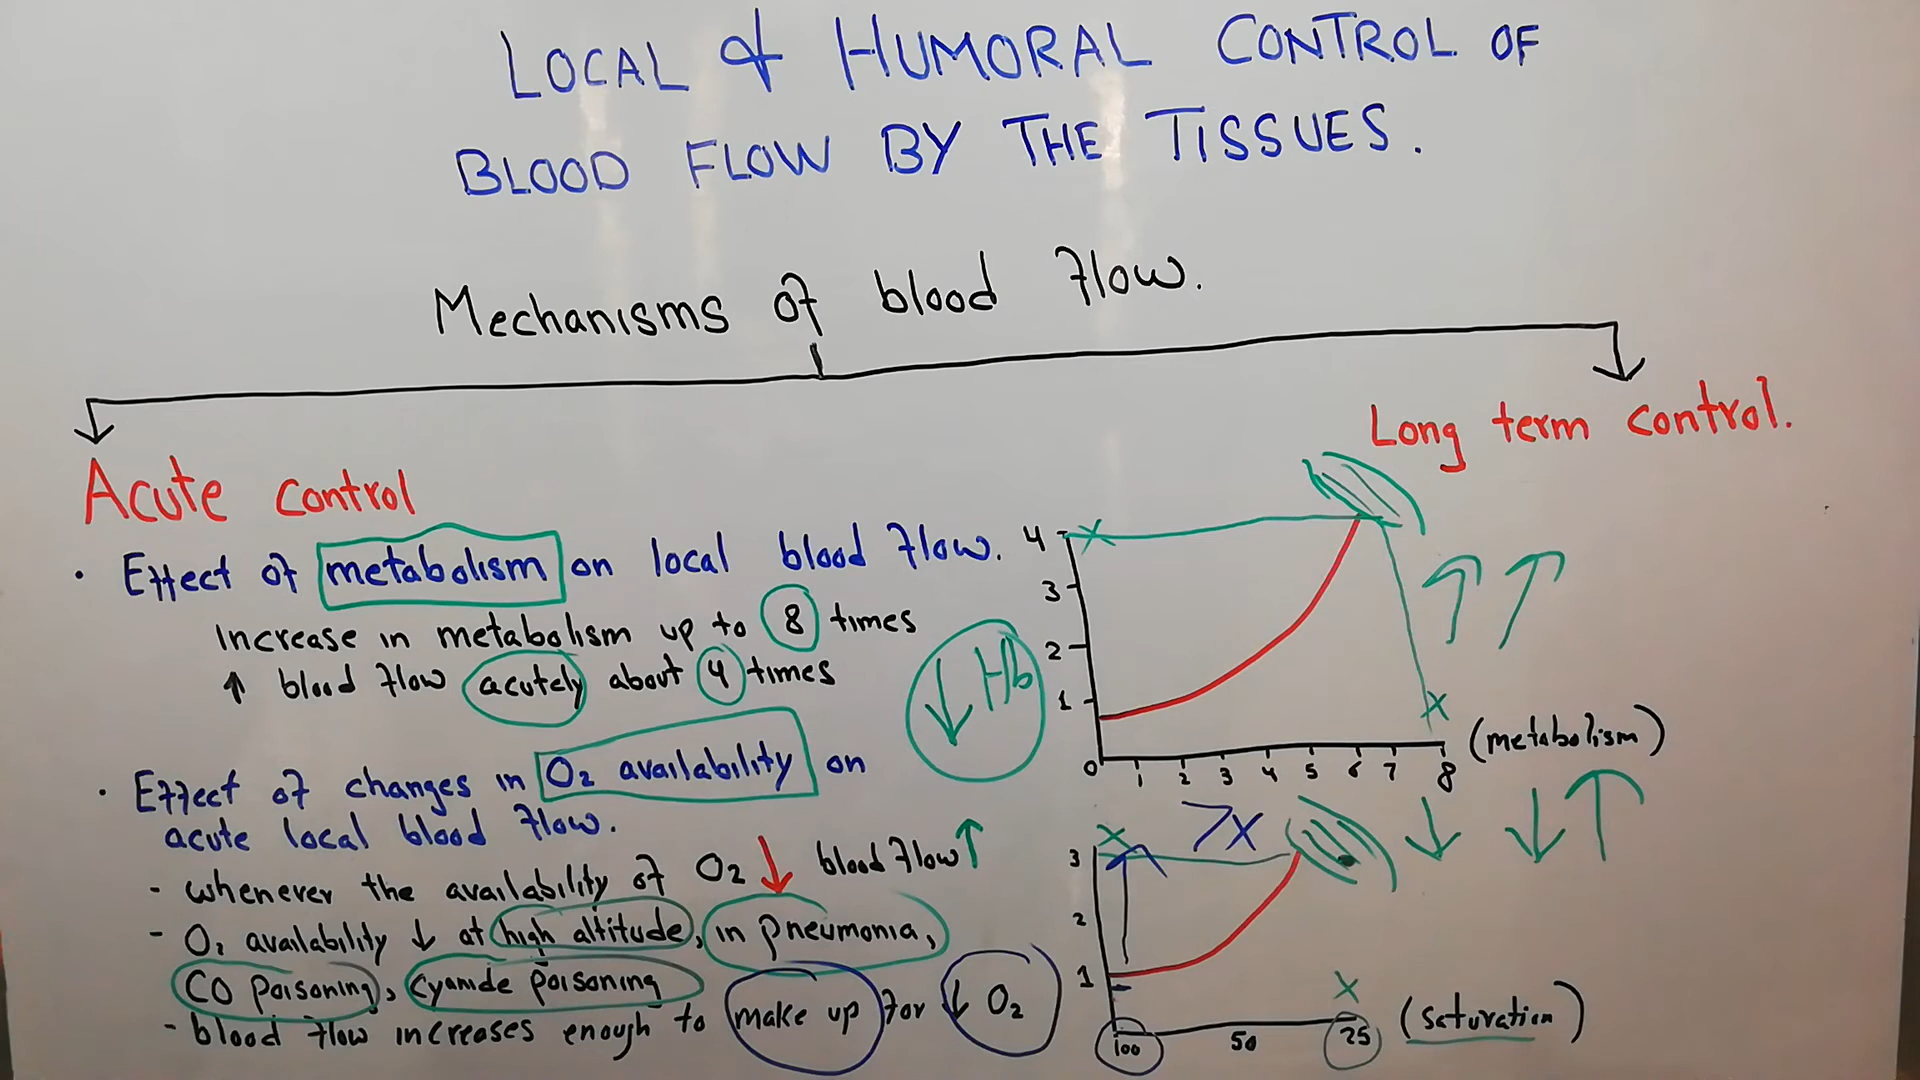 LOCAL & HUMORAL CONTROL OF
BLOOD FLOW BY THE TISSUES.
Mechanisms of blood flow.
Acute control
Long term control.
• Effect of metabolism on local blood flow.
Increase in metabolism up to 8 times
↑ blood flow acutely about 4 times
↓ Hb
• Effect of changes in O2 availability on
acute local blood flow.
- whenever the availability of O2 ↓ blood flow ↑
- O2 availability ↓ at high altitude, in pneumonia,
CO poisoning, cyanide poisoning
- blood flow increases enough to make up for ↓ O2
4
3
2
1
0 1 2 3 4 5 6 7 8
(metabolism)
7x
3
2
1
100 50 25
(saturation)